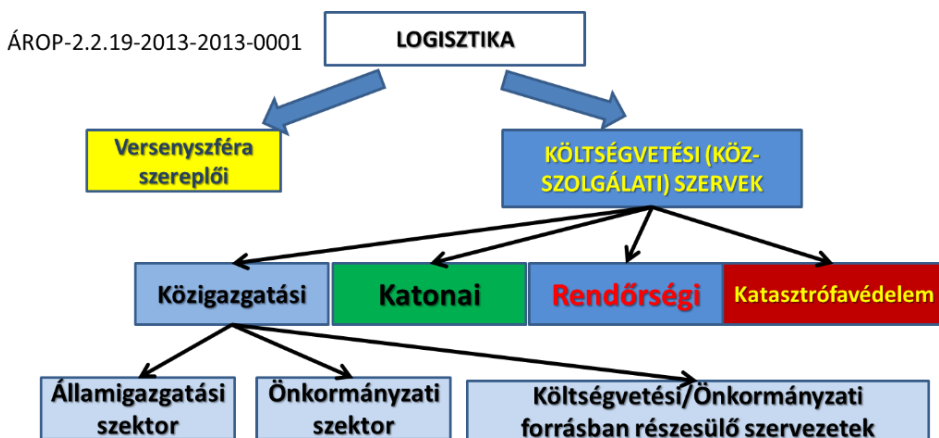 ÁROP-2.2.19-2013-2013-0001
LOGISZTIKA
Versenyszféra
szereplői
KÖLTSÉGVETÉSI (KÖZ-
SZOLGÁLATI) SZERVEK
Közigazgatási
Katonai
Rendőrségi
Katasztrófavédelem
Államigazgatási
szektor
Önkormányzati
szektor
Költségvetési/Önkormányzati
forrásban részesülő szervezetek